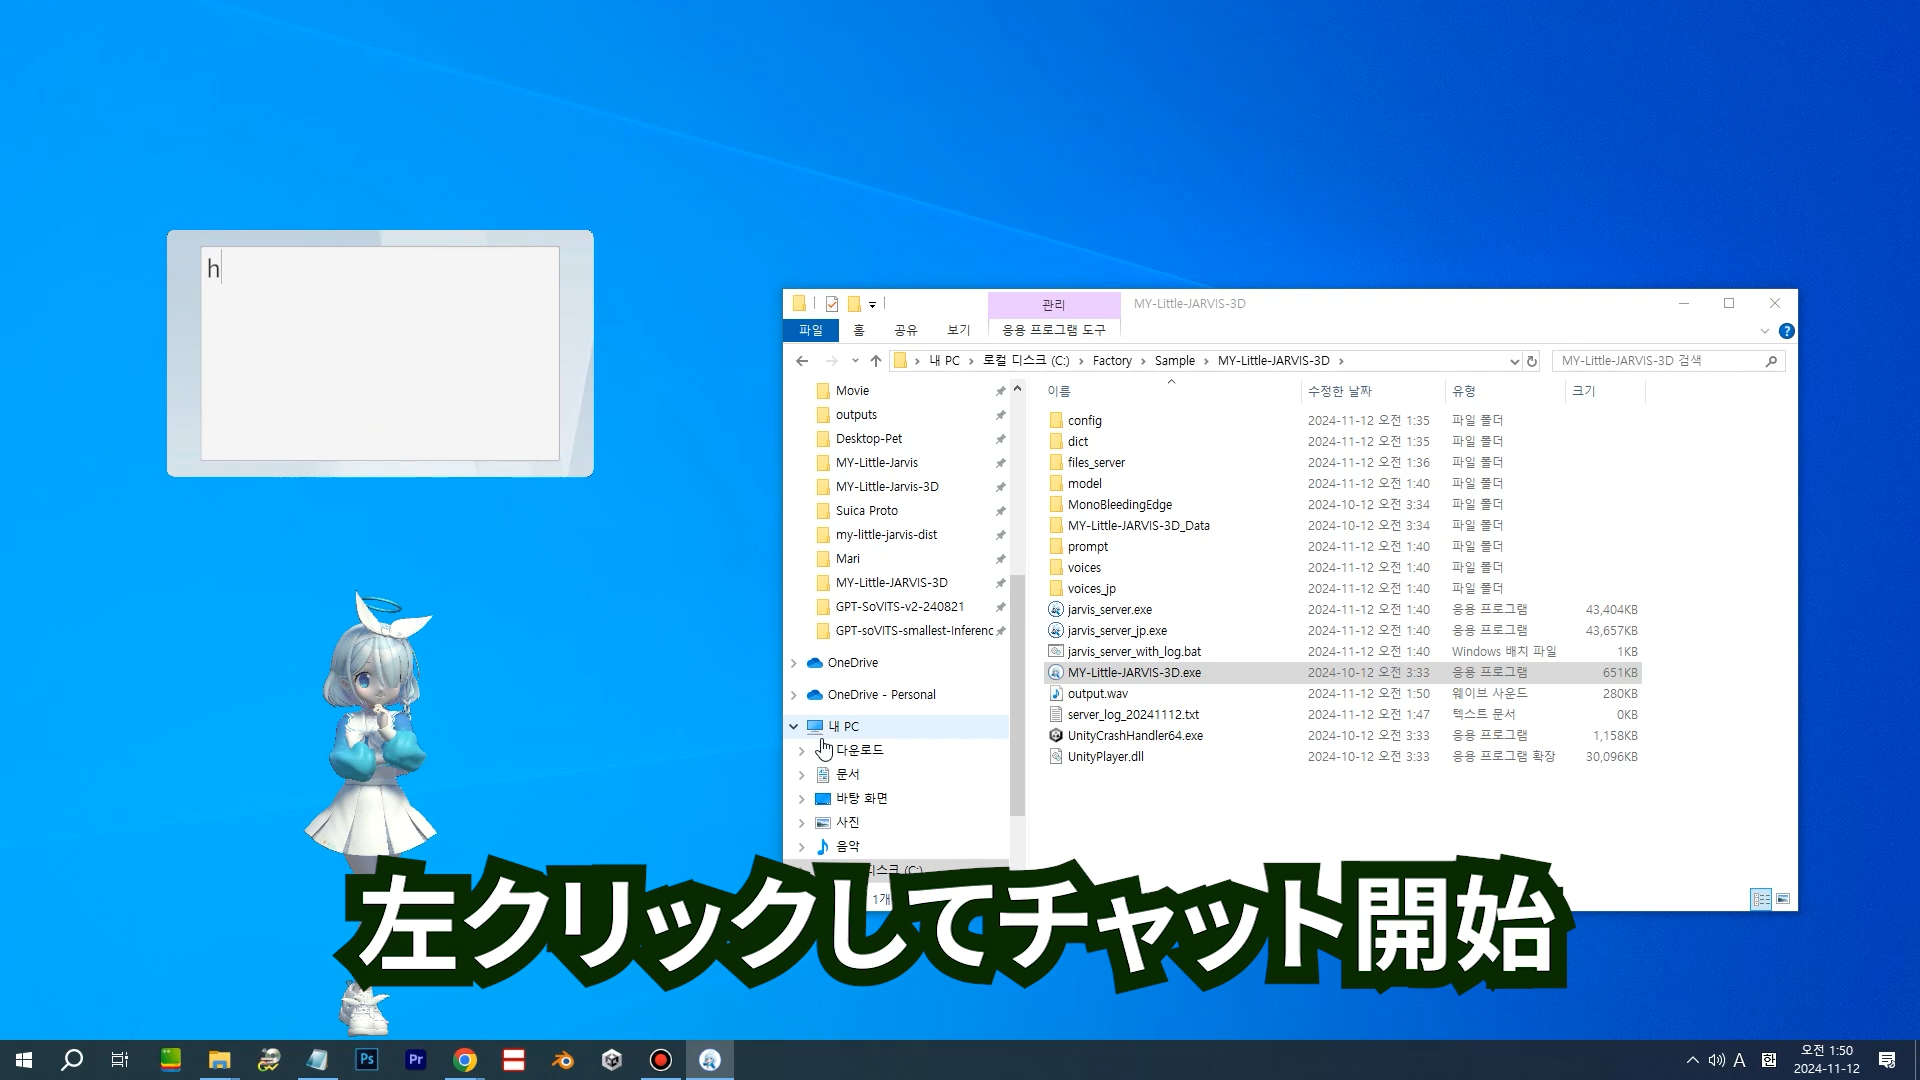 h
관리
MY-Little-JARVIS-3D
파일 홈 공유 보기 응용 프로그램 도구
내 PC › 로컬 디스크 (C:) › Factory › Sample › MY-Little-JARVIS-3D ›
MY-Little-JARVIS-3D 검색
Movie
outputs
Desktop-Pet
MY-Little-Jarvis
MY-Little-Jarvis-3D
Suica Proto
my-little-jarvis-dist
Mari
MY-Little-JARVIS-3D
GPT-SoVITS-v2-240821
GPT-soVITS-smallest-Inferenc
OneDrive
OneDrive - Personal
내 PC
다운로드
문서
바탕 화면
사진
음악
디스크 (C:)
1개
이름 수정한 날짜 유형 크기
config 2024-11-12 오전 1:35 파일 폴더
dict 2024-11-12 오전 1:35 파일 폴더
files_server 2024-11-12 오전 1:36 파일 폴더
model 2024-11-12 오전 1:40 파일 폴더
MonoBleedingEdge 2024-10-12 오전 3:34 파일 폴더
MY-Little-JARVIS-3D_Data 2024-10-12 오전 3:34 파일 폴더
prompt 2024-11-12 오전 1:40 파일 폴더
voices 2024-11-12 오전 1:40 파일 폴더
voices_jp 2024-11-12 오전 1:40 파일 폴더
jarvis_server.exe 2024-11-12 오전 1:40 응용 프로그램 43,404KB
jarvis_server_jp.exe 2024-11-12 오전 1:40 응용 프로그램 43,657KB
jarvis_server_with_log.bat 2024-11-12 오전 1:40 Windows 배치 파일 1KB
MY-Little-JARVIS-3D.exe 2024-10-12 오전 3:33 응용 프로그램 651KB
output.wav 2024-11-12 오전 1:50 웨이브 사운드 280KB
server_log_20241112.txt 2024-11-12 오전 1:47 텍스트 문서 0KB
UnityCrashHandler64.exe 2024-10-12 오전 3:33 응용 프로그램 1,158KB
UnityPlayer.dll 2024-10-12 오전 3:33 응용 프로그램 확장 30,096KB
左クリックしてチャット開始
Ps
Pr
A
한
오전 1:50
2024-11-12